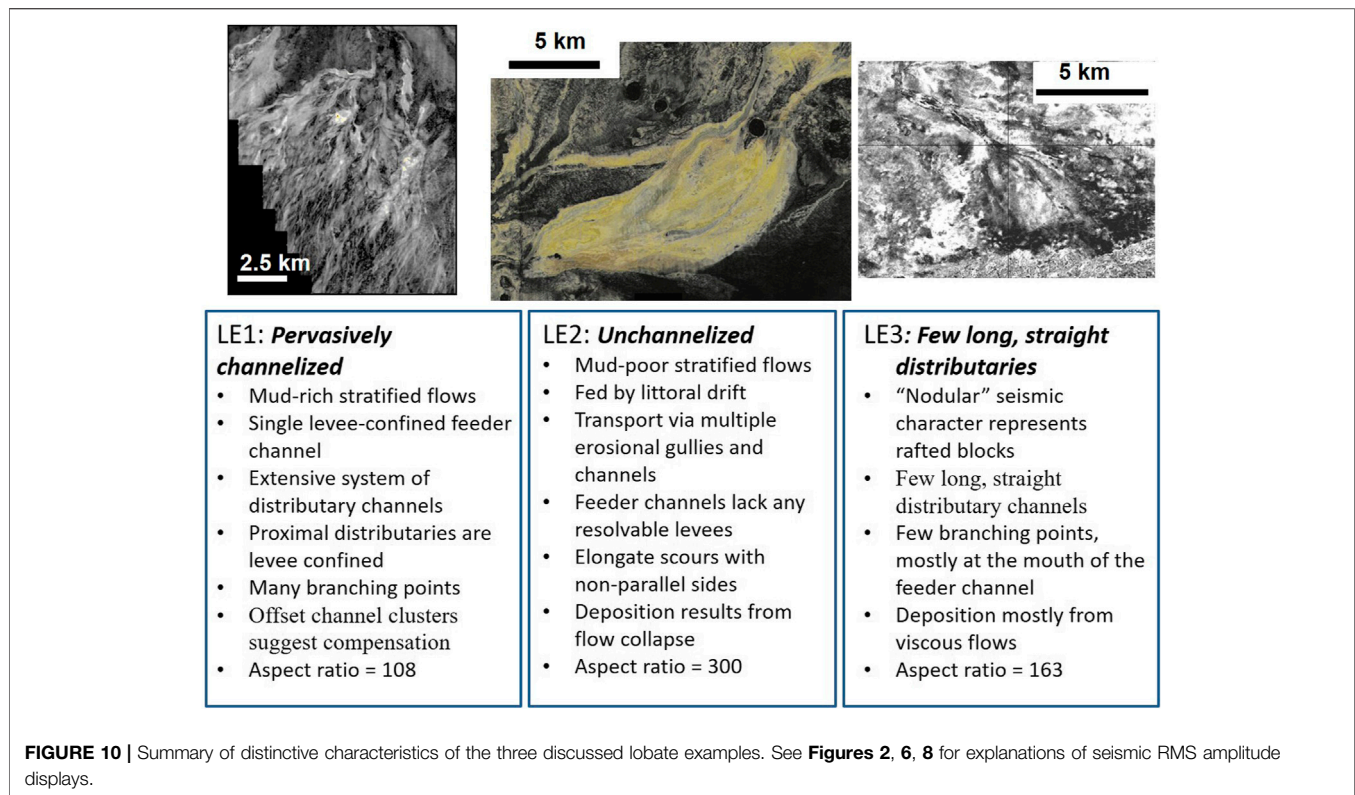 2.5 km
5 km
5 km
LE1: Pervasively
channelized
• Mud-rich stratified flows
• Single levee-confined feeder
channel
• Extensive system of
distributary channels
• Proximal distributaries are
levee confined
• Many branching points
• Offset channel clusters
suggest compensation
• Aspect ratio = 108
LE2: Unchannelized
• Mud-poor stratified flows
• Fed by littoral drift
• Transport via multiple
erosional gullies and
channels
• Feeder channels lack any
resolvable levees
• Elongate scours with
non-parallel sides
• Deposition results from
flow collapse
• Aspect ratio = 300
LE3: Few long, straight
distributaries
• “Nodular” seismic
character represents
rafted blocks
• Few long, straight
distributary channels
• Few branching points,
mostly at the mouth of the
feeder channel
• Deposition mostly from
viscous flows
• Aspect ratio = 163
FIGURE 10 | Summary of distinctive characteristics of the three discussed lobate examples. See Figures 2, 6, 8 for explanations of seismic RMS amplitude
displays.